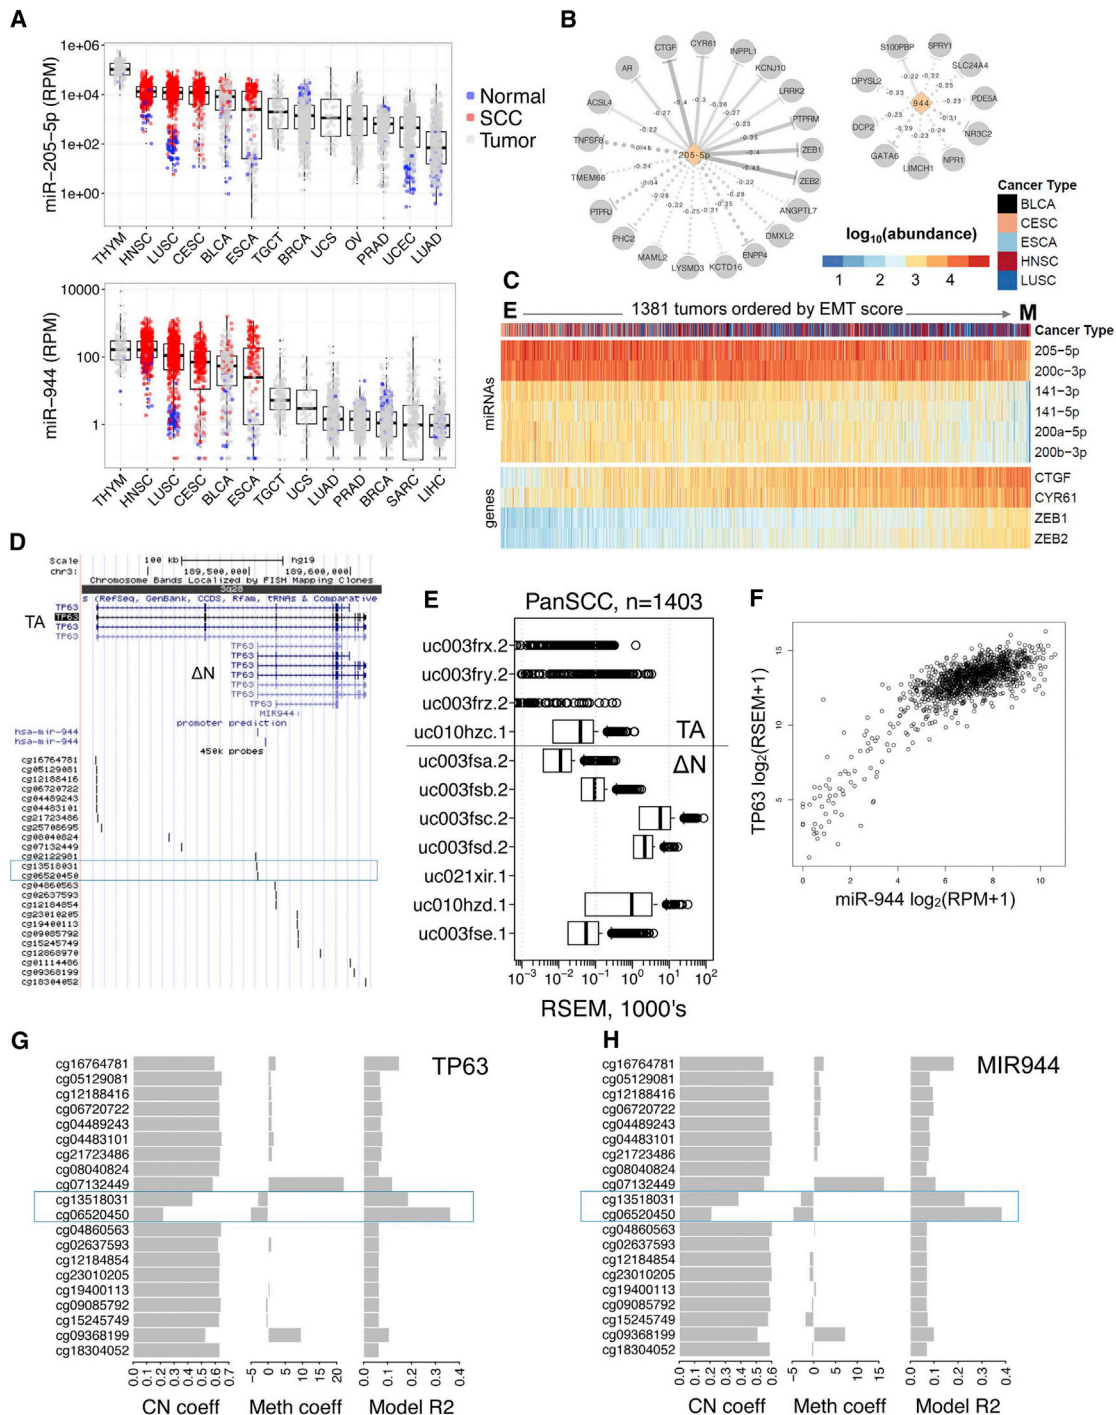 A
1e+06
1e+04
1e+02
1e+00
miR-205-5p (RPM)
THYM
HNSC
LUSC
CESC
BLCA
ESCA
TGCT
BRCA
UCS
OV
PRAD
UCEC
LUAD
Normal
SCC
Tumor
10000
100
1
miR-944 (RPM)
THYM
HNSC
LUSC
CESC
BLCA
ESCA
TGCT
UCS
LUAD
PRAD
BRCA
SARC
LIHC
B
CTGF
CYR61
INPPL1
KCNJ10
LRRK2
PTPRM
ZEB1
ZEB2
ANGPTL7
DMXL2
ENPP4
KCTD16
LYSMD3
MAML2
PHC2
PTPRJ
TMEM66
TNFSF8
ACSL4
AR
205-5p
S100PBP
SPRY1
SLC24A4
PDE5A
NR3C2
NPR1
LIMCH1
GATA6
DCP2
DPYSL2
944
Cancer Type
BLCA
CESC
ESCA
HNSC
LUSC
log10(abundance)
1 2 3 4
C
E 1381 tumors ordered by EMT score M
Cancer Type
miRNAs
205-5p
200c-3p
141-3p
141-5p
200a-5p
200b-3p
genes
CTGF
CYR61
ZEB1
ZEB2
D
Scale
100 kb hg19
chr3: 189,500,000 189,600,000
Chromosome Bands Localized by FISH Mapping Clones
3q28
s (RefSeq, GenBank, CCDS, Rfam, tRNAs & Comparative
TP63
TA
TP63
TP63
TP63
ΔN
TP63
TP63
TP63
TP63
TP63
TP63
MIR944
promoter prediction
hsa-mir-944
hsa-mir-944
450k probes
cg16764781
cg05129081
cg12188416
cg06720722
cg04489243
cg04483101
cg21723486
cg25708695
cg08040824
cg07132449
cg02122981
cg13518031
cg06520450
cg04860563
cg02637593
cg12184854
cg23010205
cg19400113
cg09085792
cg15245749
cg12868970
cg01114486
cg09368199
cg18304052
E
PanSCC, n=1403
uc003frx.2
uc003fry.2
uc003frz.2
uc010hzc.1
TA
uc003fsa.2
ΔN
uc003fsb.2
uc003fsc.2
uc003fsd.2
uc021xir.1
uc010hzd.1
uc003fse.1
10−3 10−2 10−1 100 101 102
RSEM, 1000's
F
TP63 log2(RSEM+1)
15
10
5
0 2 4 6 8 10
miR-944 log2(RPM+1)
G
TP63
cg16764781
cg05129081
cg12188416
cg06720722
cg04489243
cg04483101
cg21723486
cg08040824
cg07132449
cg13518031
cg06520450
cg04860563
cg02637593
cg12184854
cg23010205
cg19400113
cg09085792
cg15245749
cg09368199
cg18304052
0.0 0.1 0.2 0.3 0.4 0.5 0.6 0.7
−5 0 5 10 15 20
0.0 0.1 0.2 0.3 0.4
CN coeff
Meth coeff
Model R2
H
MIR944
cg16764781
cg05129081
cg12188416
cg06720722
cg04489243
cg04483101
cg21723486
cg08040824
cg07132449
cg13518031
cg06520450
cg04860563
cg02637593
cg12184854
cg23010205
cg19400113
cg09085792
cg15245749
cg09368199
cg18304052
0.0 0.1 0.2 0.3 0.4 0.5 0.6
−5 0 5 10 15
0.0 0.1 0.2 0.3 0.4
CN coeff
Meth coeff
Model R2